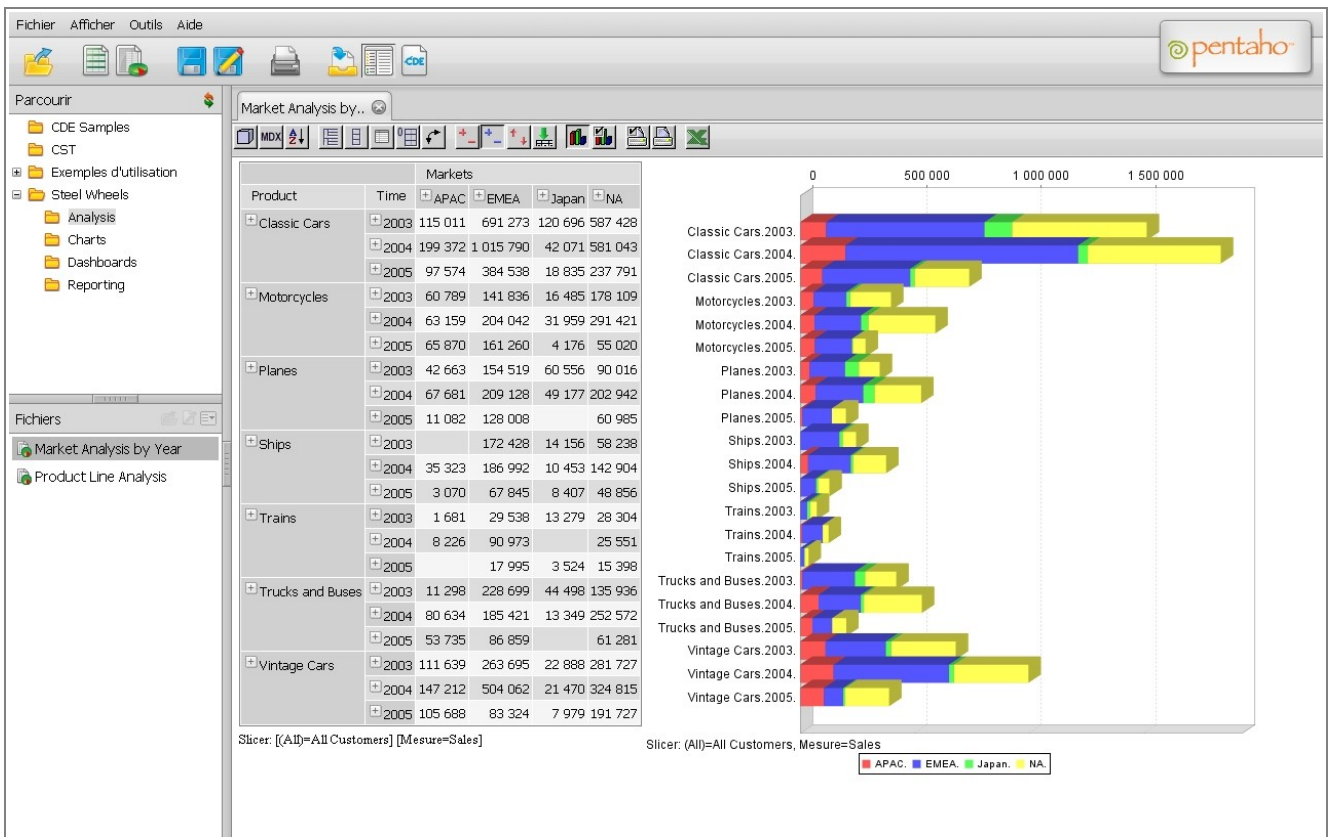 Fichier Afficher Outils Aide
pentaho
CDE
Parcourir
CDE Samples
CST
Exemples d'utilisation
Steel Wheels
Analysis
Charts
Dashboards
Reporting
Fichiers
Market Analysis by Year
Product Line Analysis
Market Analysis by..
MDX
Markets
Product Time APAC EMEA Japan NA
Classic Cars 2003 115 011 691 273 120 696 587 428
2004 199 372 1 015 790 42 071 581 043
2005 97 574 384 538 18 835 237 791
Motorcycles 2003 60 789 141 836 16 485 178 109
2004 63 159 204 042 31 959 291 421
2005 65 870 161 260 4 176 55 020
Planes 2003 42 663 154 519 60 556 90 016
2004 67 681 209 128 49 177 202 942
2005 11 082 128 008 60 985
Ships 2003 172 428 14 156 58 238
2004 35 323 186 992 10 453 142 904
2005 3 070 67 845 8 407 48 856
Trains 2003 1 681 29 538 13 279 28 304
2004 8 226 90 973 25 551
2005 17 995 3 524 15 398
Trucks and Buses 2003 11 298 228 699 44 498 135 936
2004 80 634 185 421 13 349 252 572
2005 53 735 86 859 61 281
Vintage Cars 2003 111 639 263 695 22 888 281 727
2004 147 212 504 062 21 470 324 815
2005 105 688 83 324 7 979 191 727
Slicer: [(All)=All Customers] [Mesure=Sales]
0 500 000 1 000 000 1 500 000
Classic Cars.2003.
Classic Cars.2004.
Classic Cars.2005.
Motorcycles.2003.
Motorcycles.2004.
Motorcycles.2005.
Planes.2003.
Planes.2004.
Planes.2005.
Ships.2003.
Ships.2004.
Ships.2005.
Trains.2003.
Trains.2004.
Trains.2005.
Trucks and Buses.2003.
Trucks and Buses.2004.
Trucks and Buses.2005.
Vintage Cars.2003.
Vintage Cars.2004.
Vintage Cars.2005.
Slicer: (All)=All Customers, Mesure=Sales
APAC. EMEA. Japan. NA.